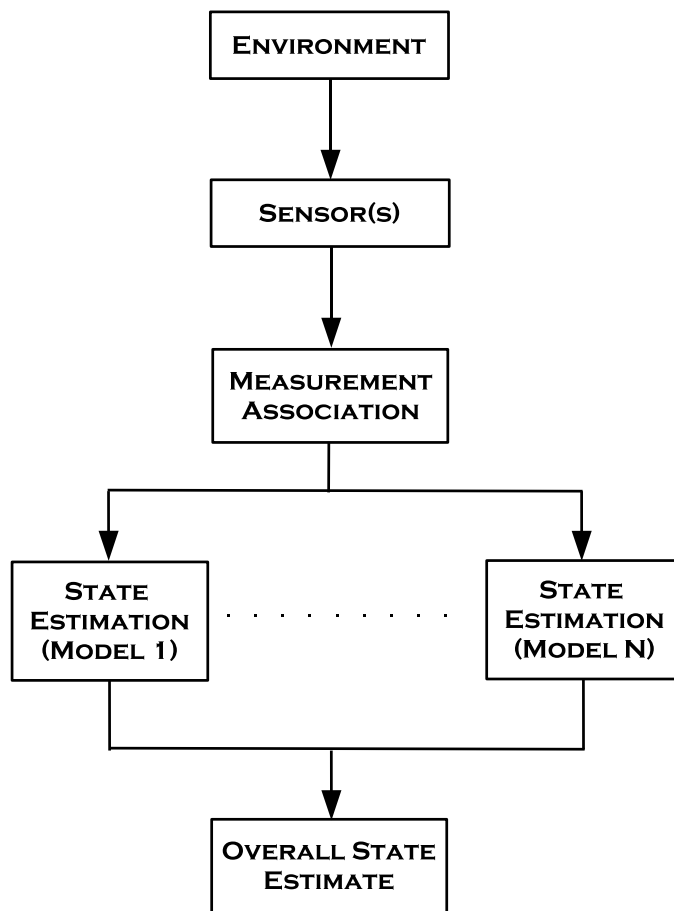 ENVIRONMENT
SENSOR(S)
MEASUREMENT
ASSOCIATION
STATE
ESTIMATION
(MODEL 1)
. . . . . . . . .
STATE
ESTIMATION
(MODEL N)
OVERALL STATE
ESTIMATE